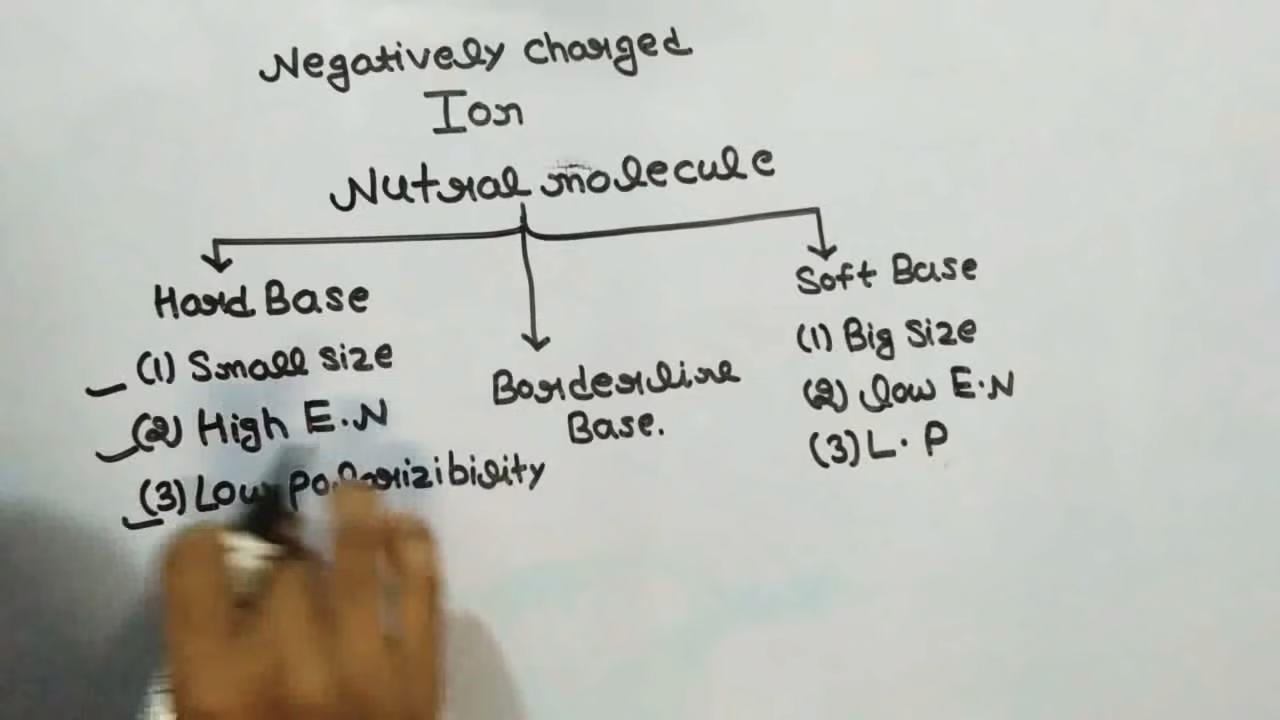 Negatively charged
Ion
Nutral molecule
Hard Base
(1) Small size
(2) High E.N
(3) Low polarizibility
Borderline
Base.
Soft Base
(1) Big size
(2) low E.N
(3) L. P